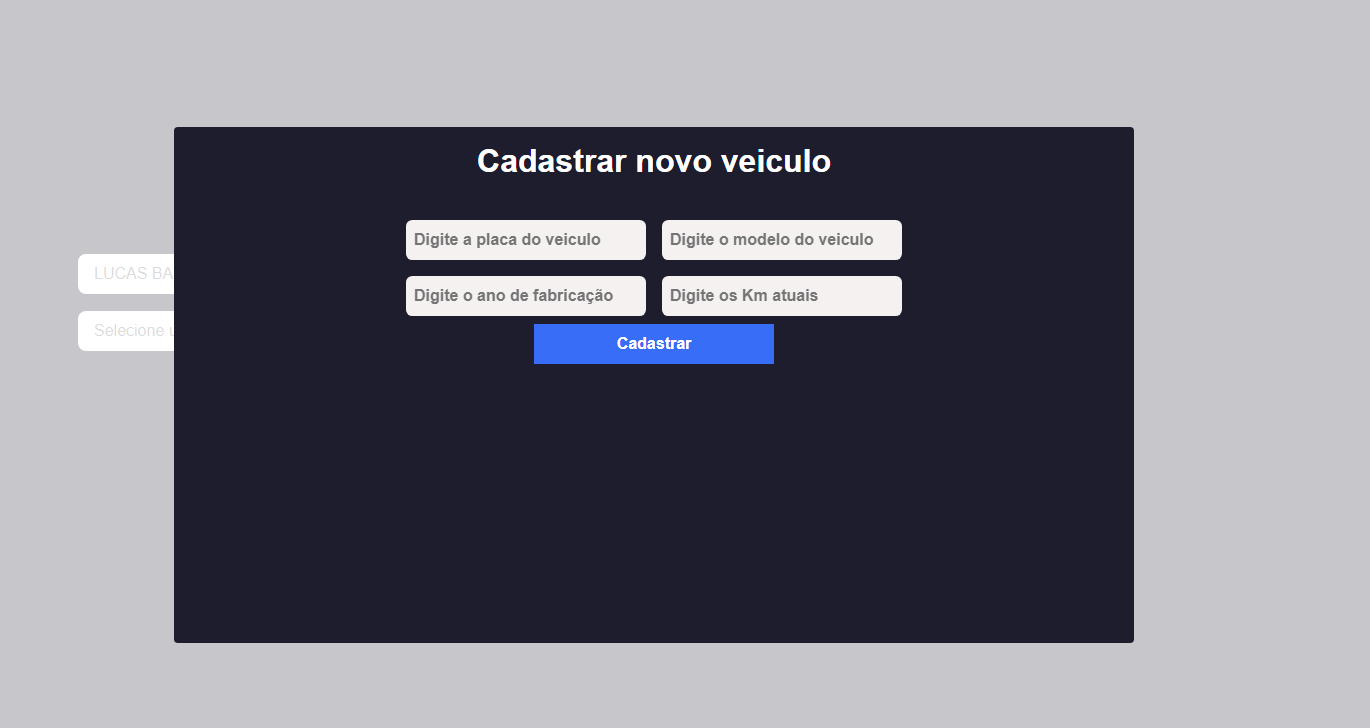 Cadastrar novo veiculo
Digite a placa do veiculo
Digite o modelo do veiculo
LUCAS BA
Selecione
Digite o ano de fabricação
Digite os Km atuais
Cadastrar